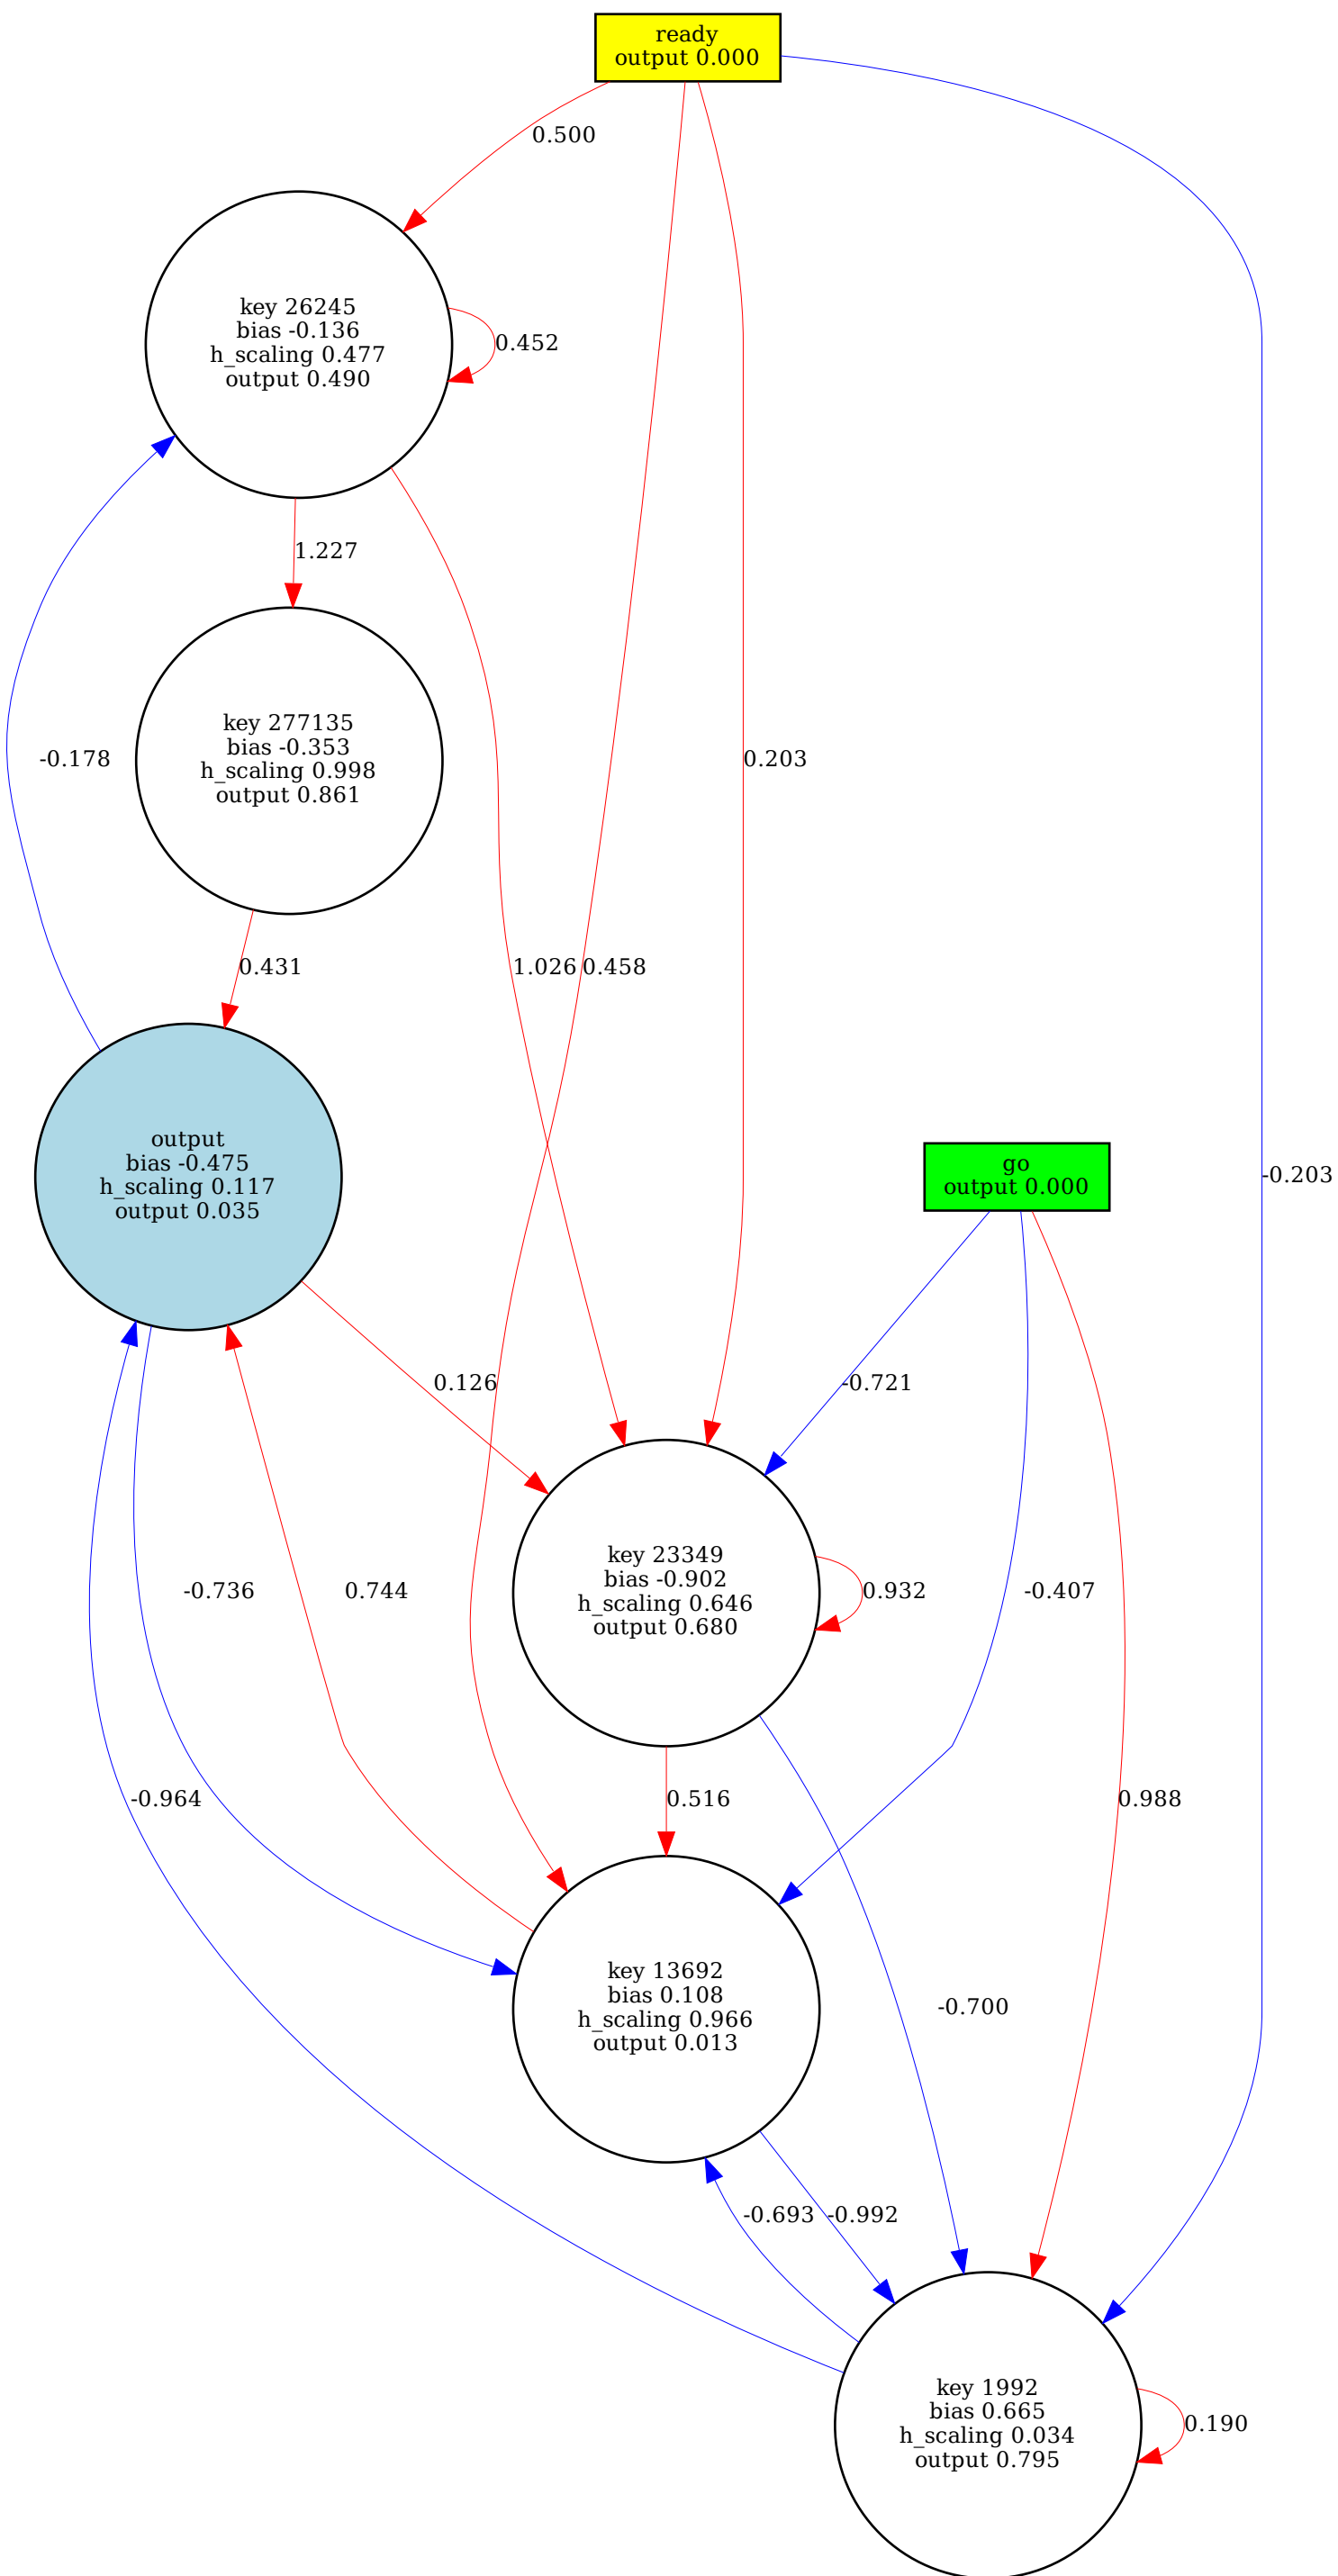 ready
output 0.000
0.500
key 26245
bias -0.136
h_scaling 0.477
output 0.490
0.452
1.227
key 277135
bias -0.353
h_scaling 0.998
output 0.861
-0.178
0.203
0.431
1.026
0.458
output
bias -0.475
h_scaling 0.117
output 0.035
go
output 0.000
-0.203
0.126
-0.721
key 23349
bias -0.902
h_scaling 0.646
output 0.680
-0.736
0.744
0.932
-0.407
-0.964
0.516
0.988
key 13692
bias 0.108
h_scaling 0.966
output 0.013
-0.700
-0.693
-0.992
key 1992
bias 0.665
h_scaling 0.034
output 0.795
0.190